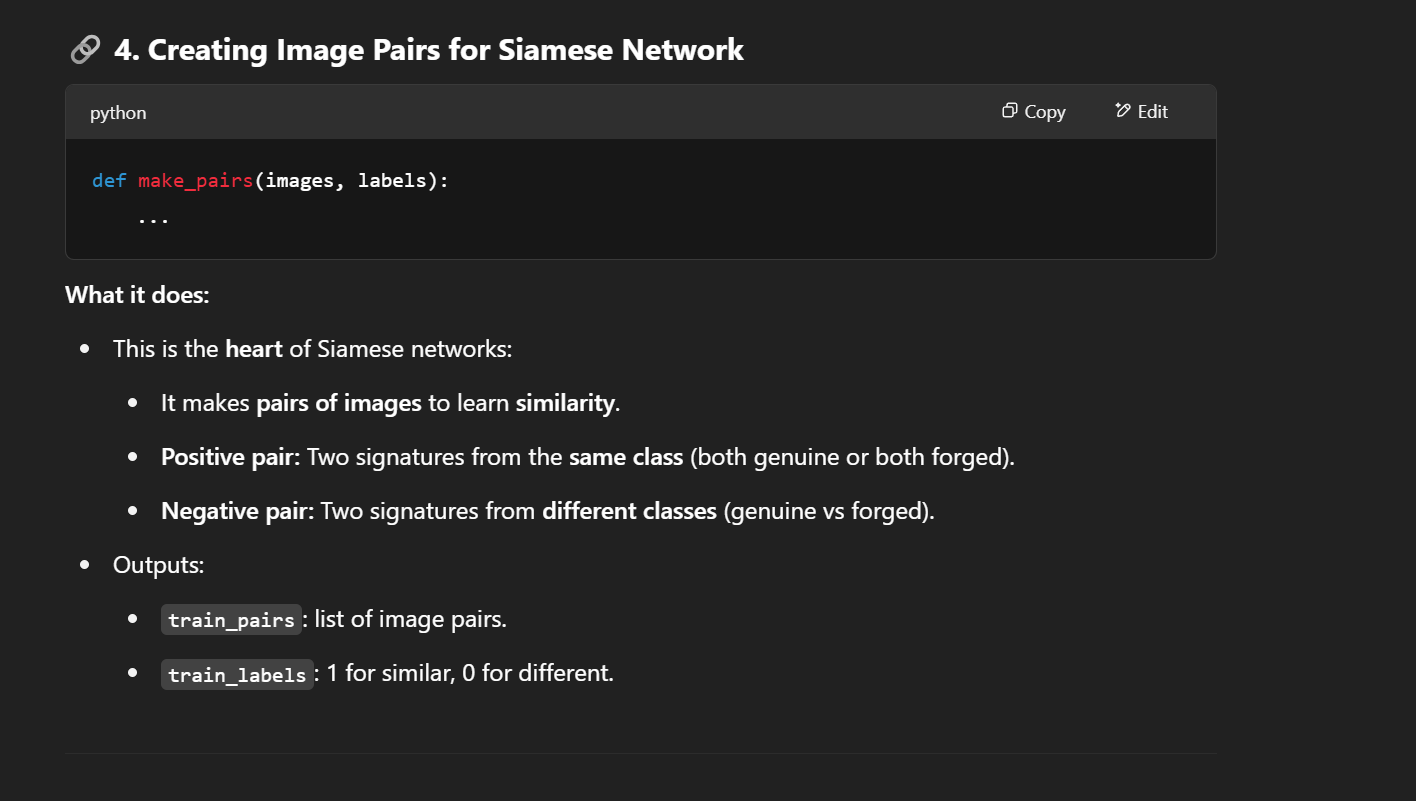 🔗 4. Creating Image Pairs for Siamese Network
python
Copy
Edit
def make_pairs(images, labels):
    ...
What it does:
• This is the heart of Siamese networks:
• It makes pairs of images to learn similarity.
• Positive pair: Two signatures from the same class (both genuine or both forged).
• Negative pair: Two signatures from different classes (genuine vs forged).
• Outputs:
• train_pairs: list of image pairs.
• train_labels: 1 for similar, 0 for different.